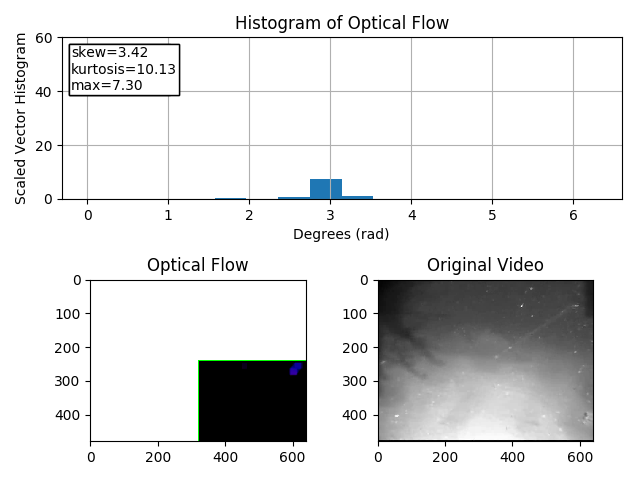 Histogram of Optical Flow
skew=3.42
kurtosis=10.13
max=7.30
Scaled Vector Histogram
60
40
20
0
0 1 2 3 4 5 6
Degrees (rad)
Optical Flow
0
100
200
300
400
0 200 400 600
Original Video
0
100
200
300
400
0 200 400 600